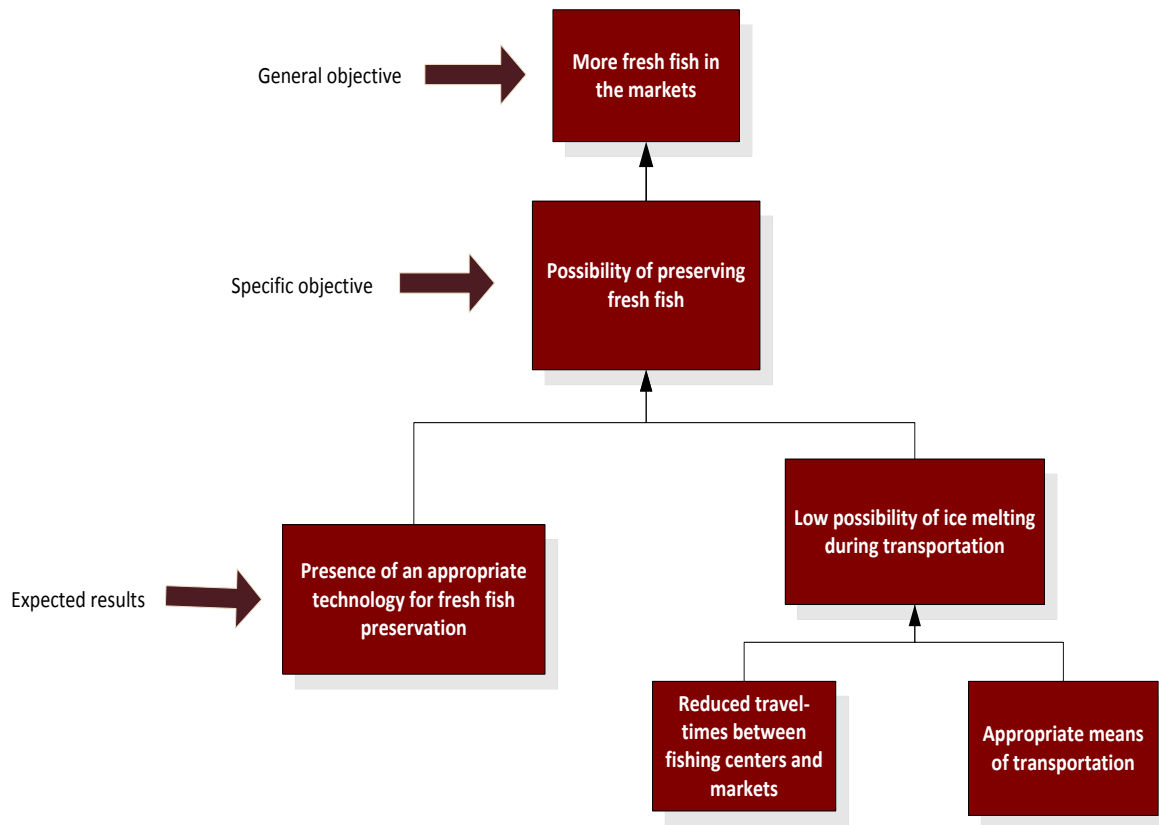 General objective
More fresh fish in
the markets
Specific objective
Possibility of preserving
fresh fish
Low possibility of ice melting
during transportation
Expected results
Presence of an appropriate
technology for fresh fish
preservation
Reduced travel-
times between
fishing centers and
markets
Appropriate means
of transportation